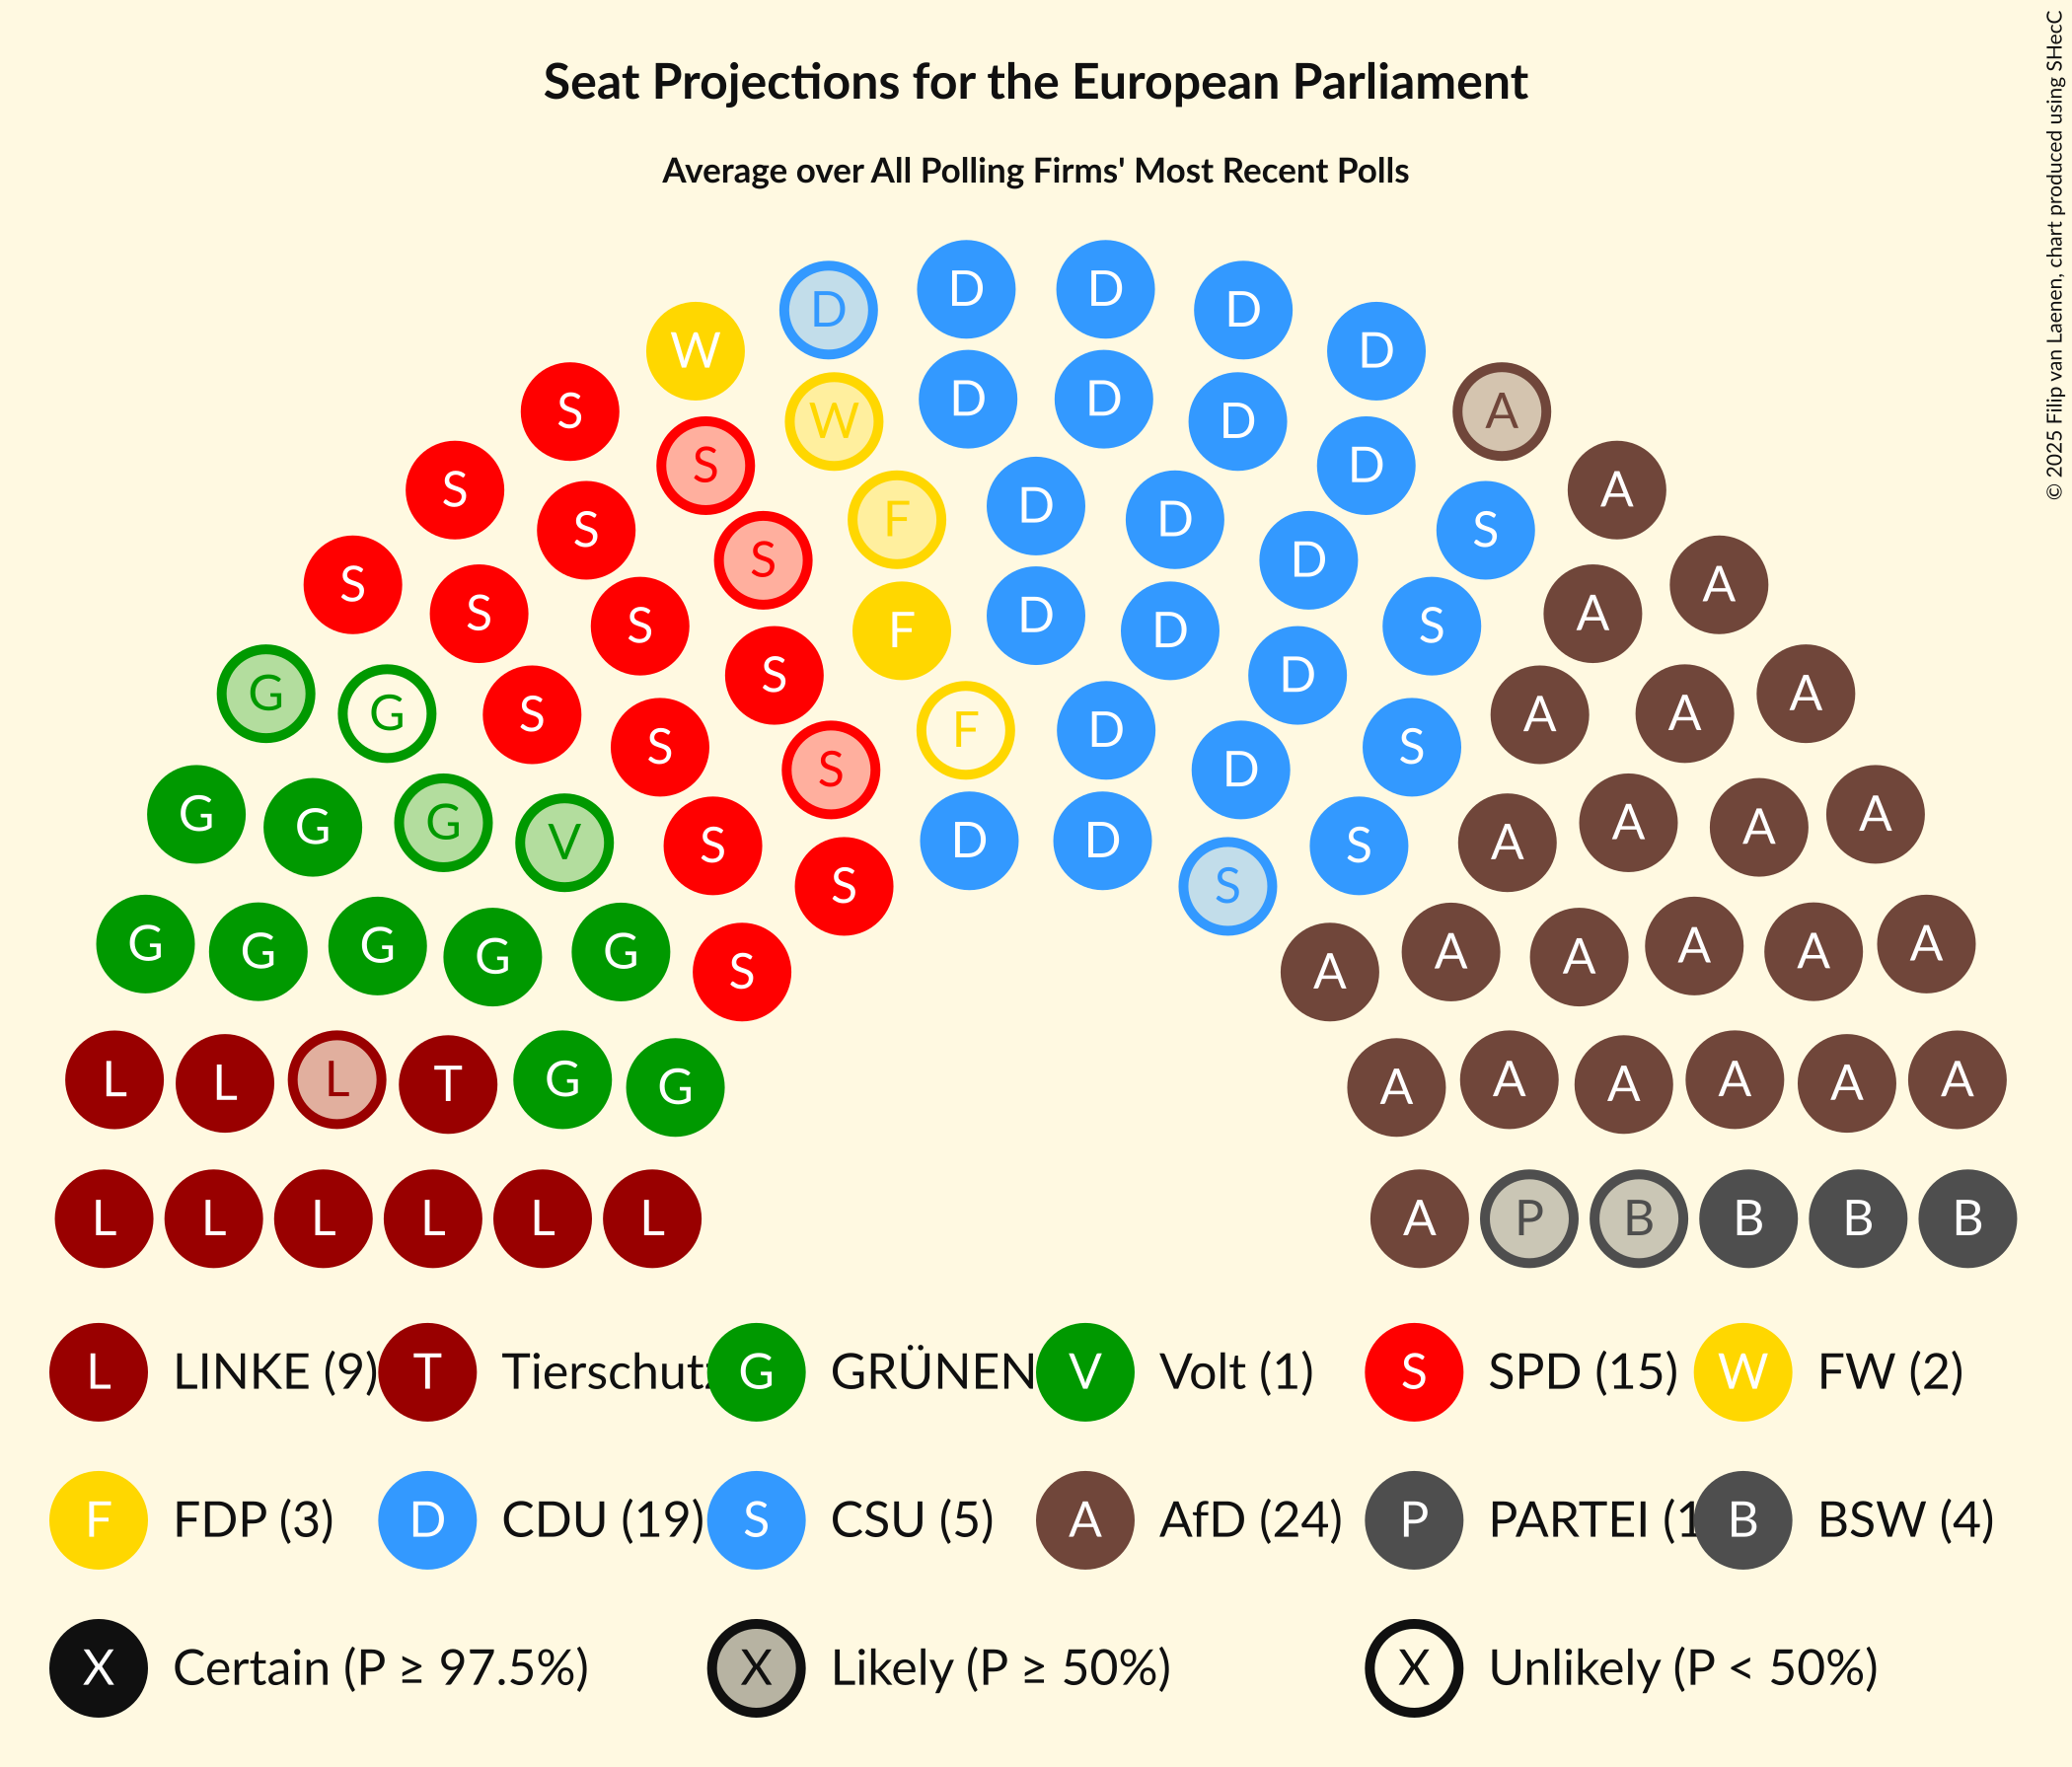 Seat Projections for the European Parliament
Average over All Polling Firms' Most Recent Polls
© 2025 Filip van Laenen, chart produced using SHecC
D D D D D
W W D D D D A
S S F D D D S A
S S S F D D D S A A
S S S S F D D S A A A
G G S S S D D S S A A A A
G G G V S S A A A A A A
G G G G G S A A A A A A
L L L T G G A P B B B B
L L L L L L
L LINKE (9) T Tierschutz G GRÜNEN V Volt (1) S SPD (15) W FW (2)
F FDP (3) D CDU (19) S CSU (5) A AfD (24) P PARTEI (1 B BSW (4)
X Certain (P ≥ 97.5%) X Likely (P ≥ 50%) X Unlikely (P < 50%)